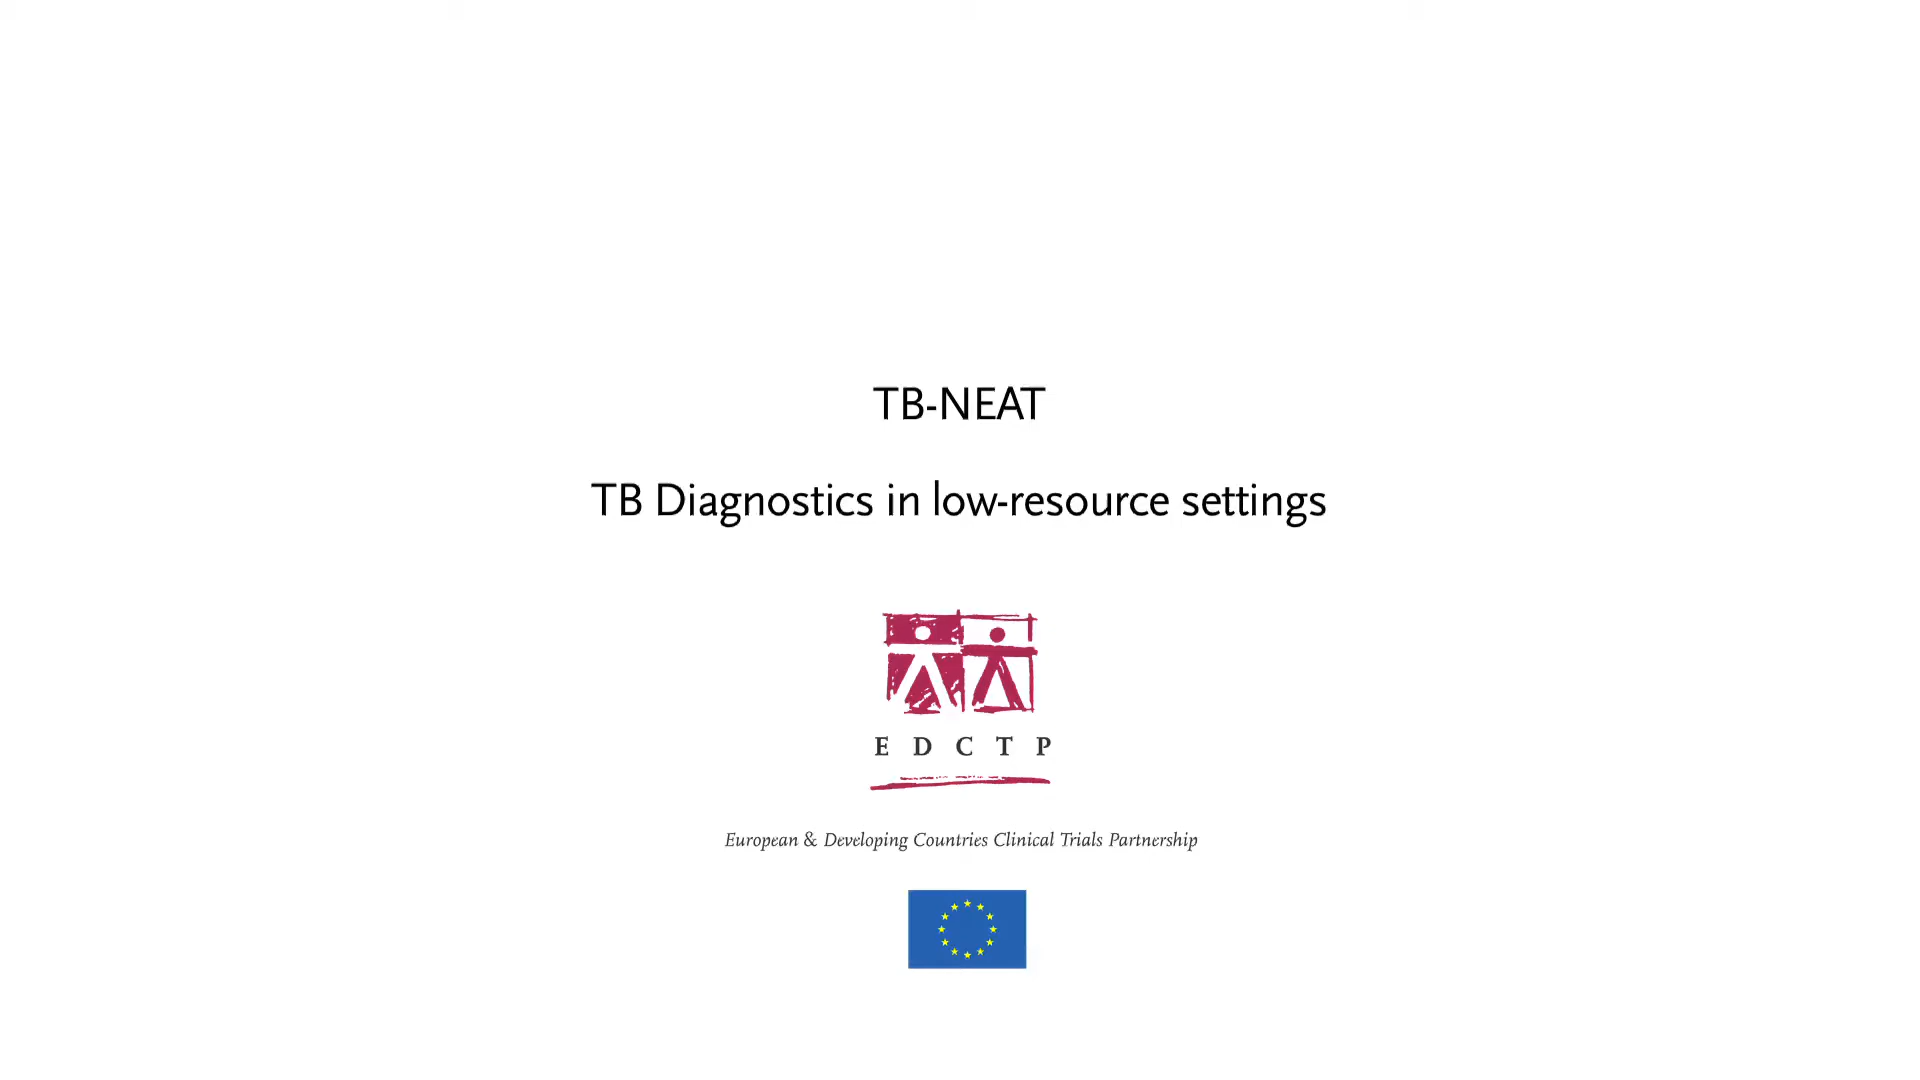 TB-NEAT
TB Diagnostics in low-resource settings
E D C T P
European & Developing Countries Clinical Trials Partnership